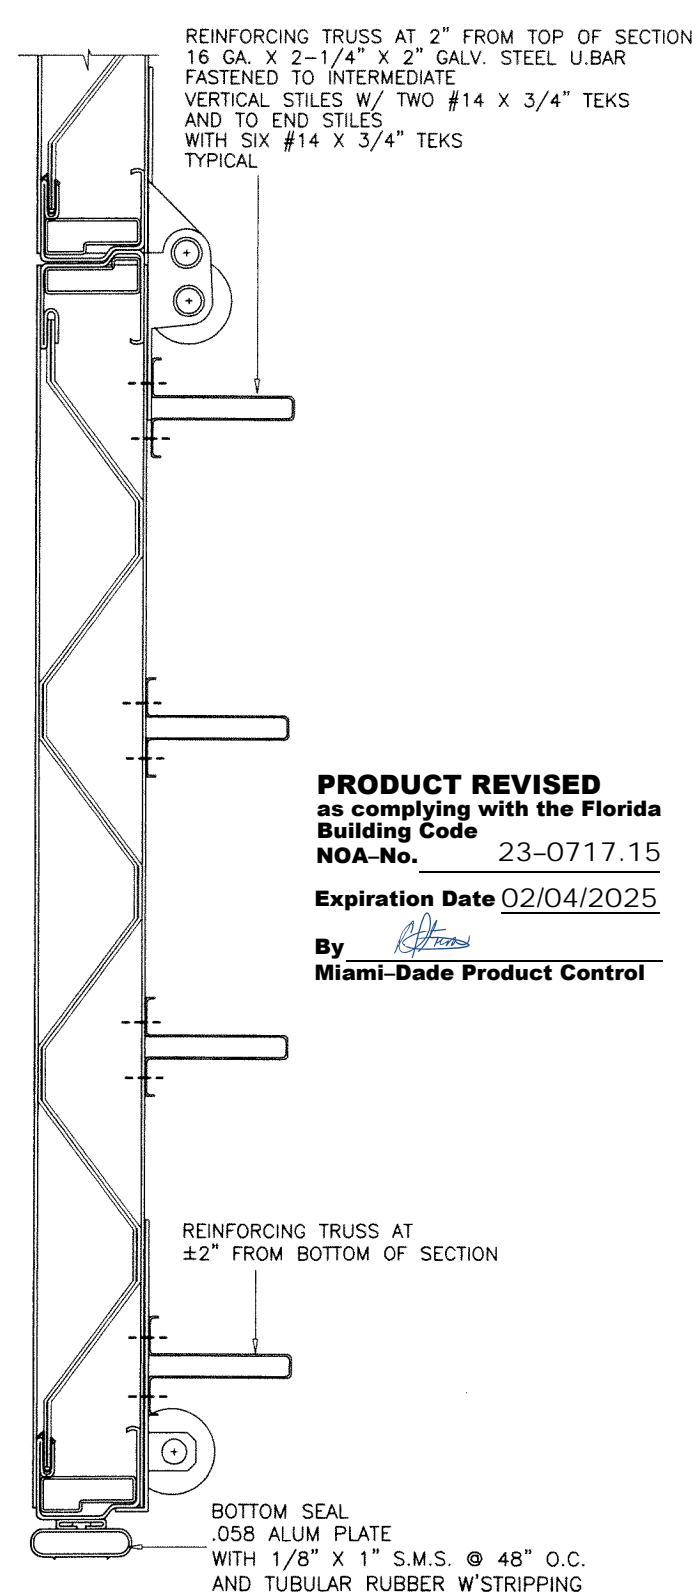 REINFORCING TRUSS AT 2" FROM TOP OF SECTION
16 GA. X 2-1/4" X 2" GALV. STEEL U.BAR
FASTENED TO INTERMEDIATE
VERTICAL STILES W/ TWO #14 X 3/4" TEKS
AND TO END STILES
WITH SIX #14 X 3/4" TEKS
TYPICAL
PRODUCT REVISED
as complying with the Florida
Building Code
NOA–No. 23–0717.15
Expiration Date 02/04/2025
By
Miami–Dade Product Control
REINFORCING TRUSS AT
±2" FROM BOTTOM OF SECTION
BOTTOM SEAL
.058 ALUM PLATE
WITH 1/8" X 1" S.M.S. @ 48" O.C.
AND TUBULAR RUBBER W'STRIPPING